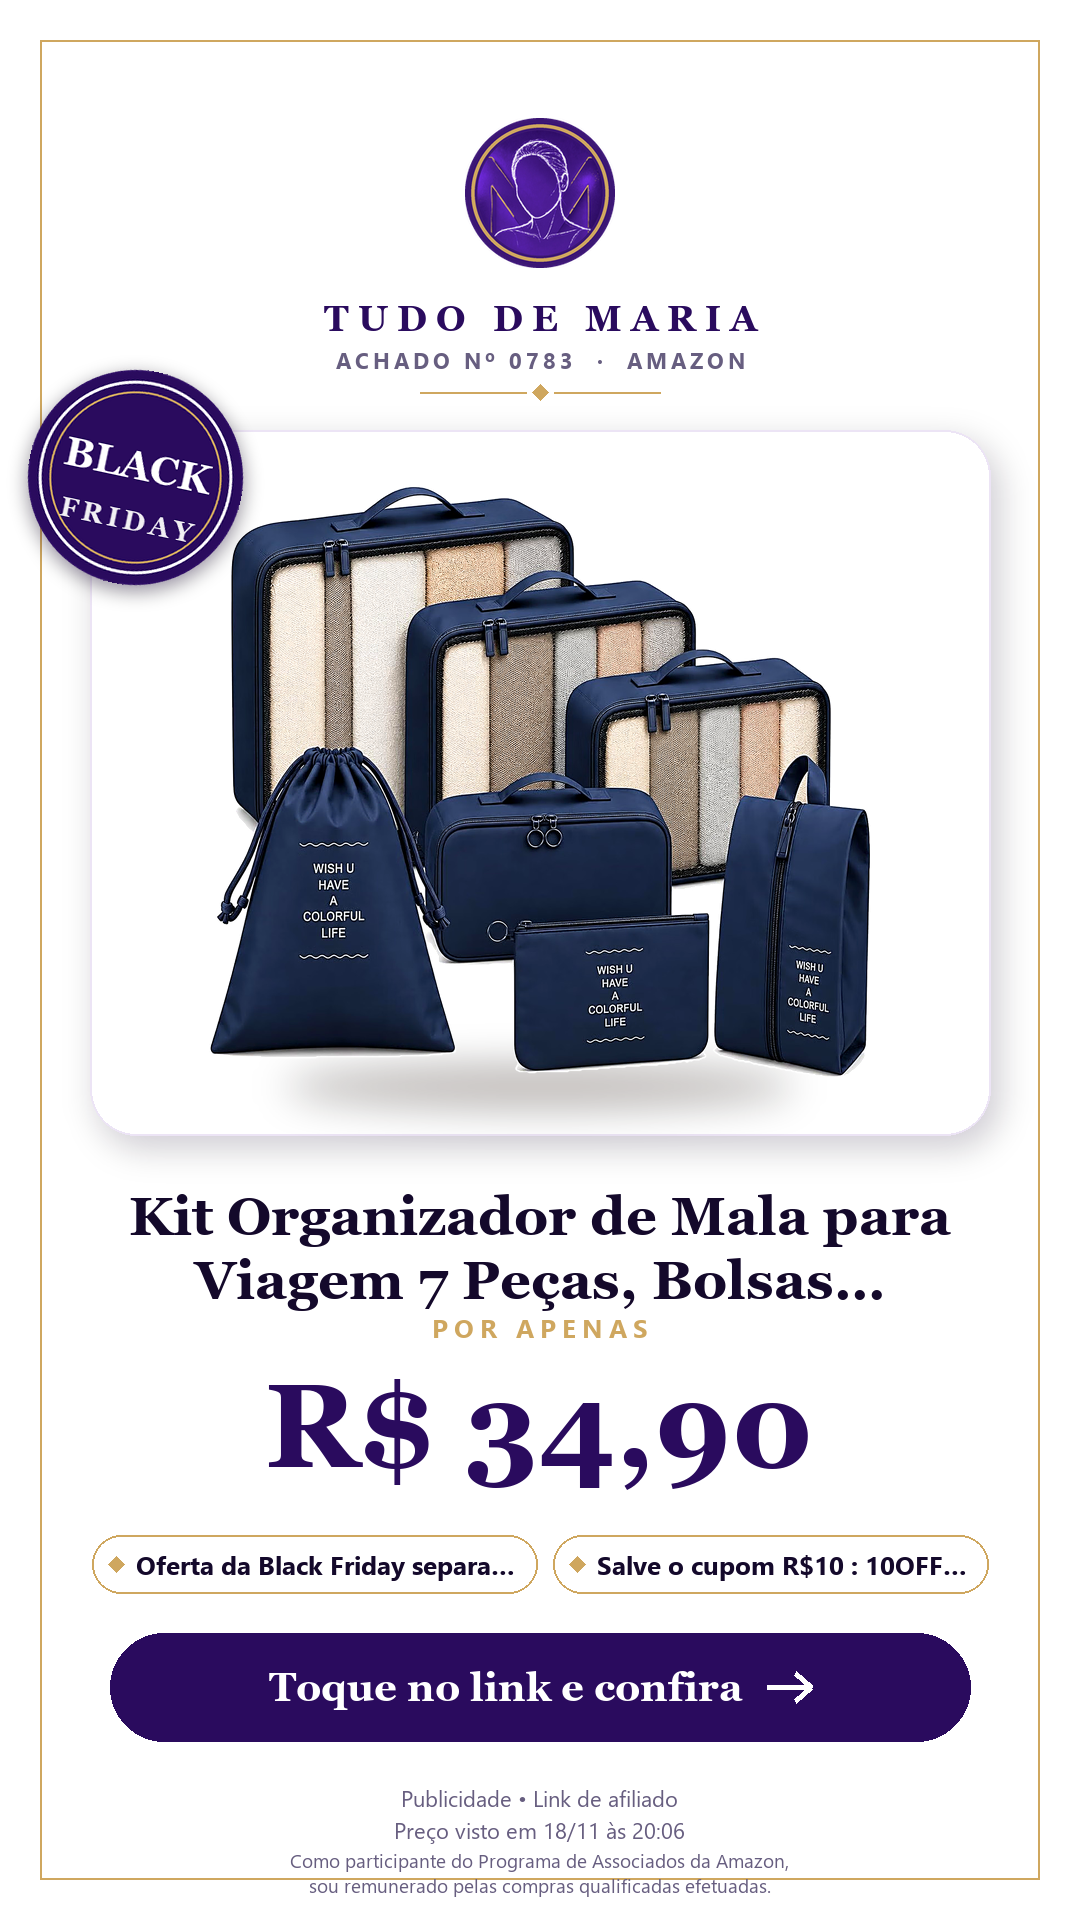 TUDO DE MARIA
ACHADO Nº 0783 · AMAZON
BLACK
FRIDAY
WISH U
HAVE
A
COLORFUL
LIFE
WISH U
HAVE
A
COLORFUL
LIFE
WISH U
HAVE
A
COLORFUL
LIFE
Kit Organizador de Mala para
Viagem 7 Peças, Bolsas...
POR APENAS
R$ 34,90
Oferta da Black Friday separa...
Salve o cupom R$10 : 10OFF...
Toque no link e confira →
Publicidade • Link de afiliado
Preço visto em 18/11 às 20:06
Como participante do Programa de Associados da Amazon,
sou remunerado pelas compras qualificadas efetuadas.